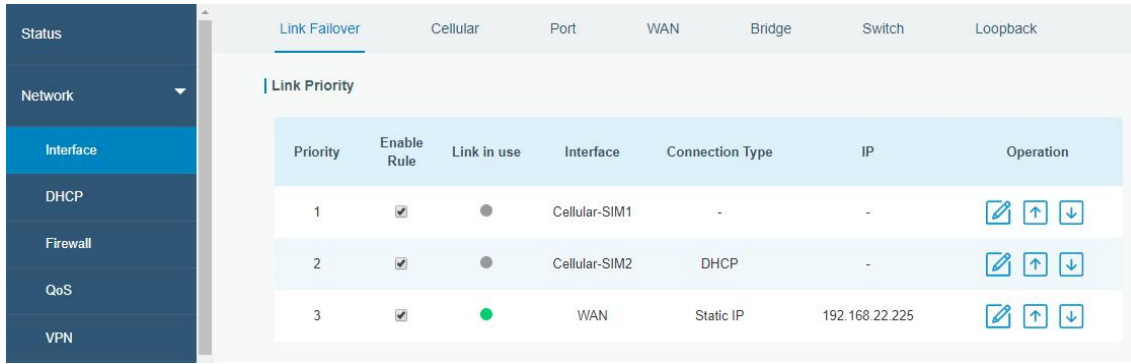 Status
Network
Interface
DHCP
Firewall
QoS
VPN
Link Failover Cellular Port WAN Bridge Switch Loopback
Link Priority
Priority Enable Rule Link in use Interface Connection Type IP Operation
1 Cellular-SIM1 - -
2 Cellular-SIM2 DHCP -
3 WAN Static IP 192.168.22.225